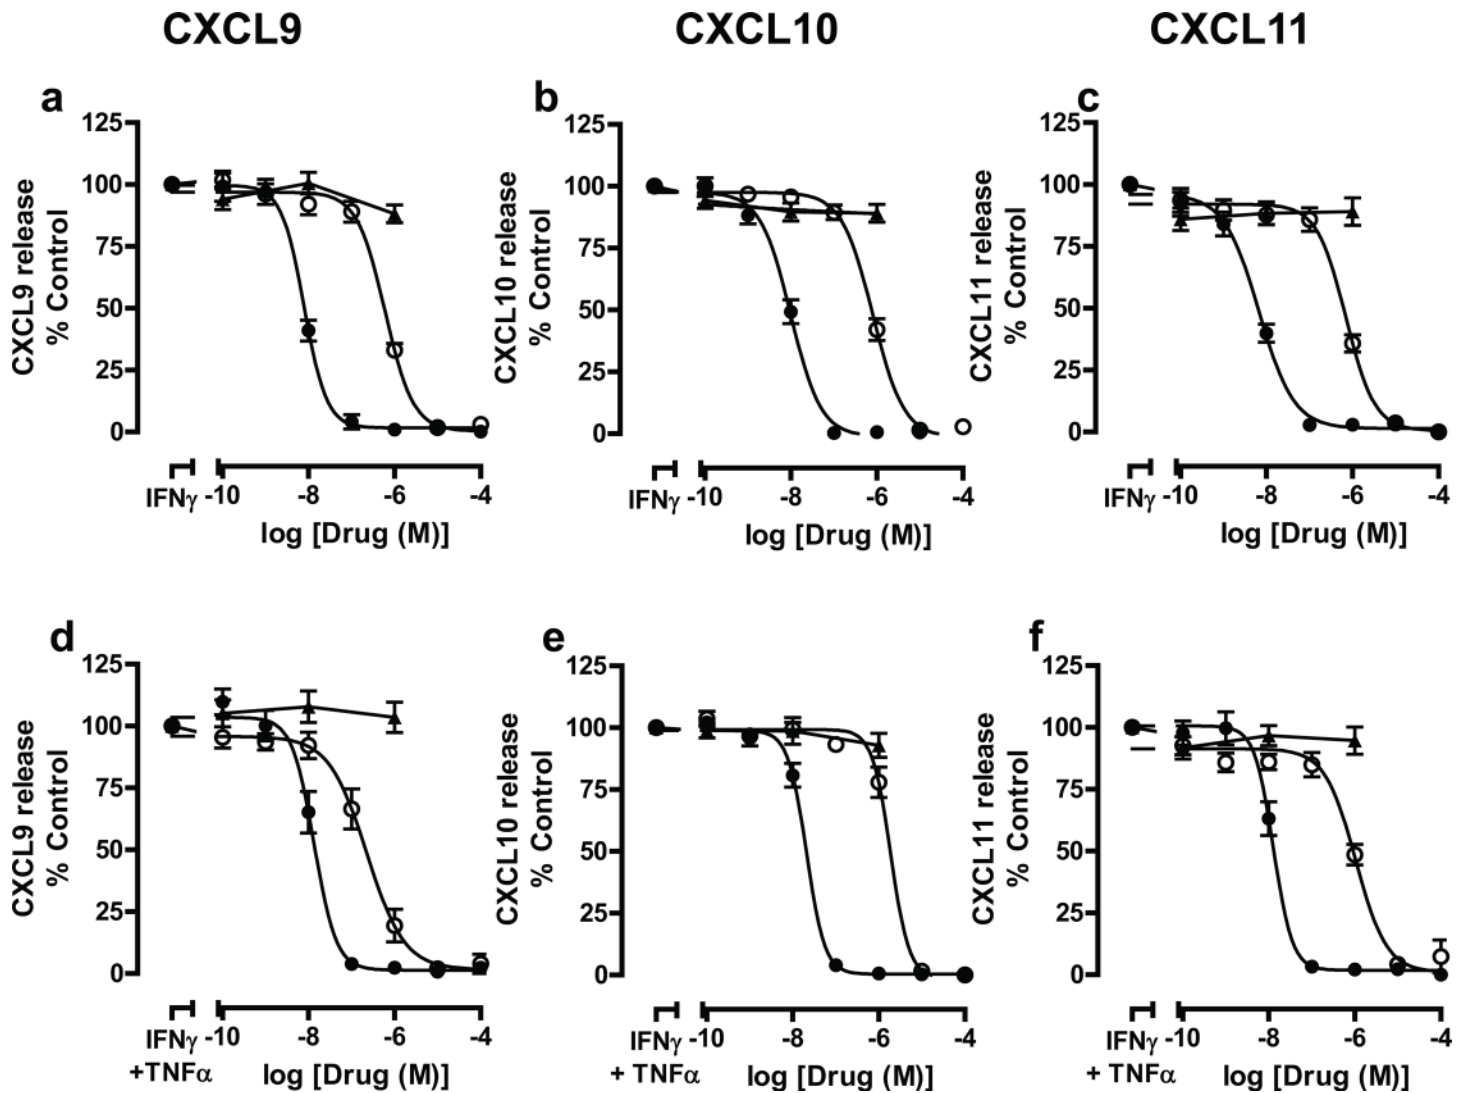 CXCL9 CXCL10 CXCL11
a b c
125 125 125
100 100 100
75 75 75
50 50 50
25 25 25
0 0 0
CXCL9 release
% Control
CXCL10 release
% Control
CXCL11 release
% Control
IFNγ -10 -8 -6 -4 IFNγ -10 -8 -6 -4 IFNγ -10 -8 -6 -4
log [Drug (M)] log [Drug (M)] log [Drug (M)]
d e f
125 125 125
100 100 100
75 75 75
50 50 50
25 25 25
0 0 0
CXCL9 release
% Control
CXCL10 release
% Control
CXCL11 release
% Control
IFNγ -10 -8 -6 -4 IFNγ -10 -8 -6 -4 IFNγ -10 -8 -6 -4
+TNFα log [Drug (M)] + TNFα log [Drug (M)] + TNFα log [Drug (M)]